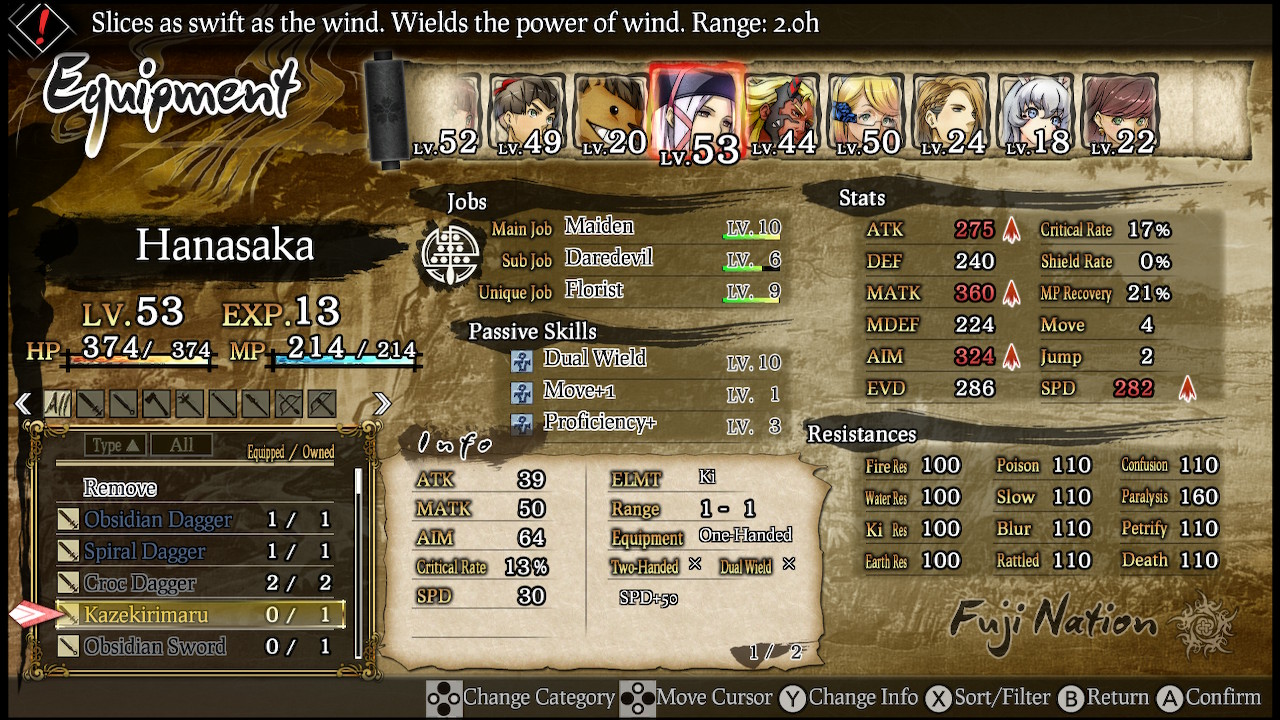 Slices as swift as the wind. Wields the power of wind. Range: 2.0h
Equipment
LV.52 LV.49 LV.20 LV.53 LV.44 LV.50 LV.24 LV.18 LV.22
Hanasaka
LV.53 EXP.13
HP 374/ 374 MP 214 / 214
All
Type ▲ All Equipped / Owned
Remove
Obsidian Dagger 1 / 1
Spiral Dagger 1 / 1
Croc Dagger 2 / 2
Kazekirimaru 0 / 1
Obsidian Sword 0 / 1
Jobs
Main Job Maiden LV. 10
Sub Job Daredevil LV. 6
Unique Job Florist LV. 9
Passive Skills
Dual Wield LV. 10
Move+1 LV. 1
Proficiency+ LV. 3
Info
ATK 39
MATK 50
AIM 64
Critical Rate 13%
SPD 30
ELMT Ki
Range 1 - 1
Equipment One-Handed
Two-Handed × Dual Wield ×
SPD+50
1 / 2
Stats
ATK 275 Critical Rate 17%
DEF 240 Shield Rate 0%
MATK 360 MP Recovery 21%
MDEF 224 Move 4
AIM 324 Jump 2
EVD 286 SPD 282
Resistances
Fire Res 100 Poison 110 Confusion 110
Water Res 100 Slow 110 Paralysis 160
Ki Res 100 Blur 110 Petrify 110
Earth Res 100 Rattled 110 Death 110
Fuji Nation
Change Category Move Cursor Y Change Info X Sort/Filter B Return A Confirm